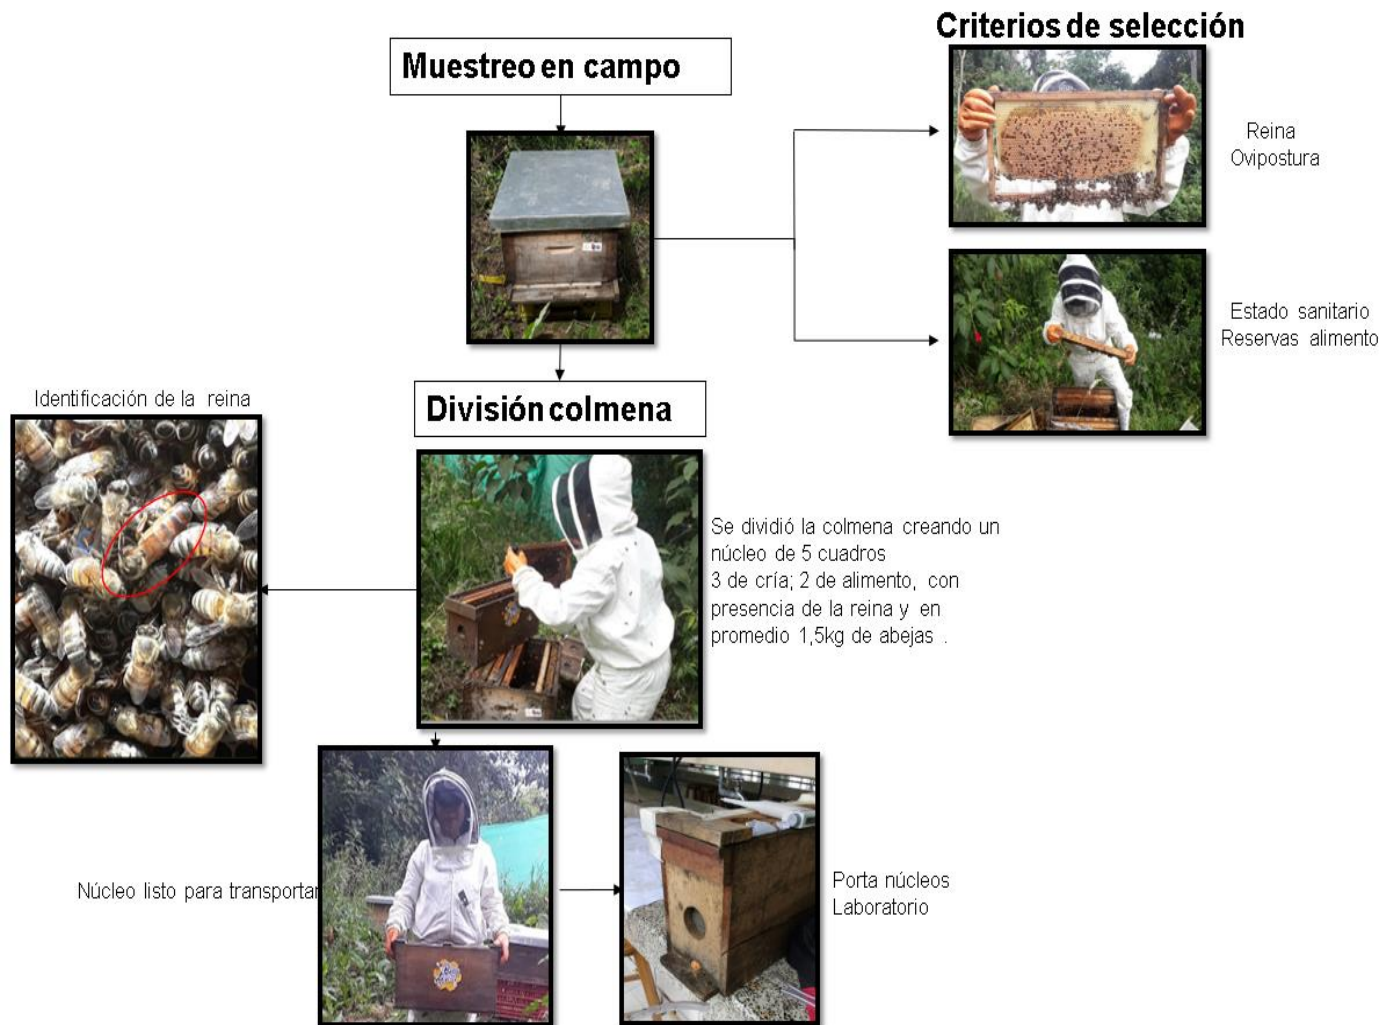 Criterios de selección
Muestreo en campo
Reina
Ovipostura
Estado sanitario
Reservas alimento
División colmena
Identificación de la reina
Se dividió la colmena creando un
núcleo de 5 cuadros
3 de cría; 2 de alimento, con
presencia de la reina y en
promedio 1,5kg de abejas .
Núcleo listo para transportar
Porta núcleos
Laboratorio